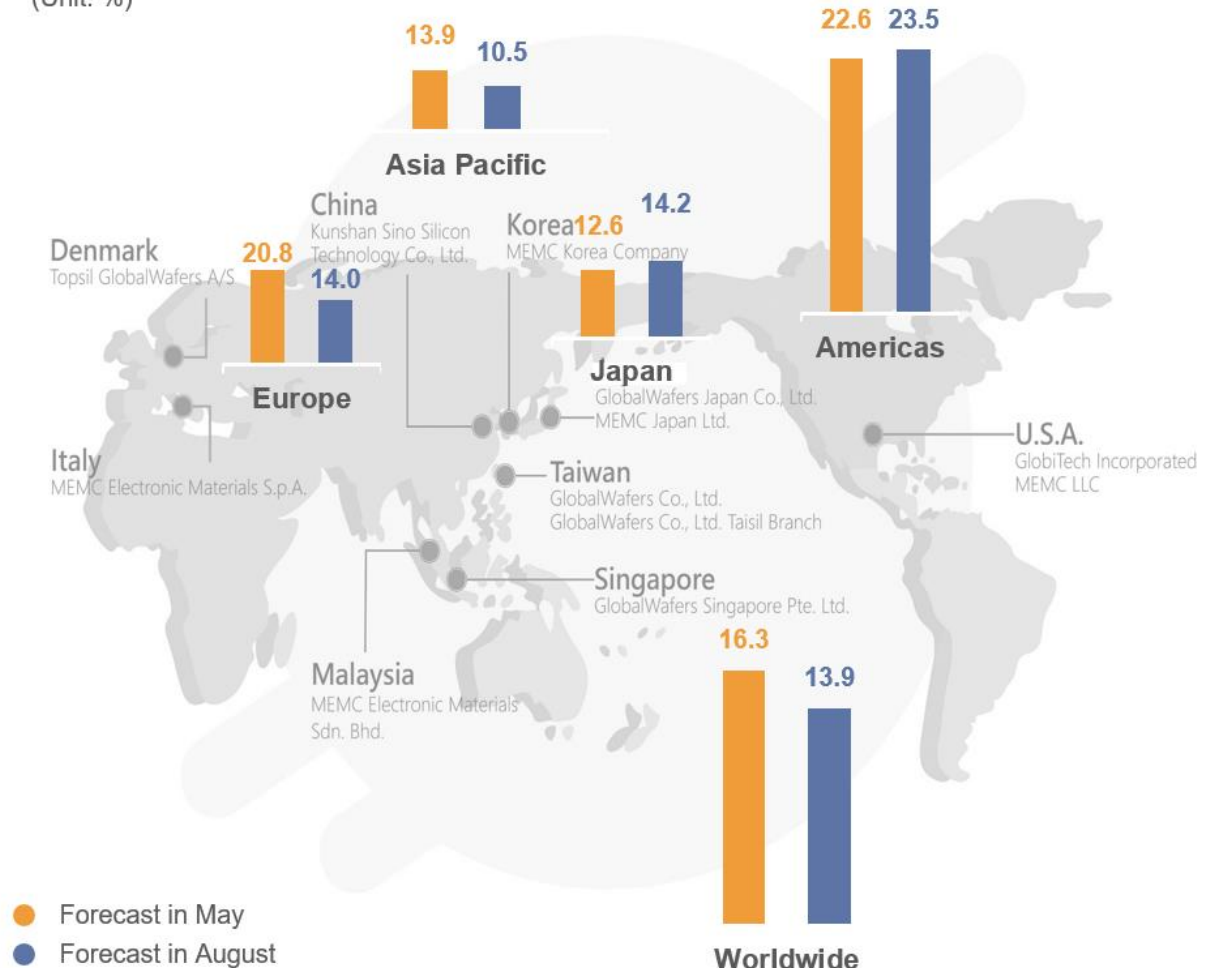 (Unit: %)
22.6 23.5
13.9
10.5
Asia Pacific
China
Kunshan Sino Silicon
Technology Co., Ltd.
Korea
MEMC Korea Company
12.6
14.2
Denmark
Topsil GlobalWafers A/S
20.8
14.0
Americas
Europe
Japan
GlobalWafers Japan Co., Ltd.
MEMC Japan Ltd.
U.S.A.
GlobiTech Incorporated
MEMC LLC
Italy
MEMC Electronic Materials S.p.A.
Taiwan
GlobalWafers Co., Ltd.
GlobalWafers Co., Ltd. Taisil Branch
Singapore
GlobalWafers Singapore Pte. Ltd.
Malaysia
MEMC Electronic Materials
Sdn. Bhd.
16.3
13.9
Forecast in May
Forecast in August
Worldwide